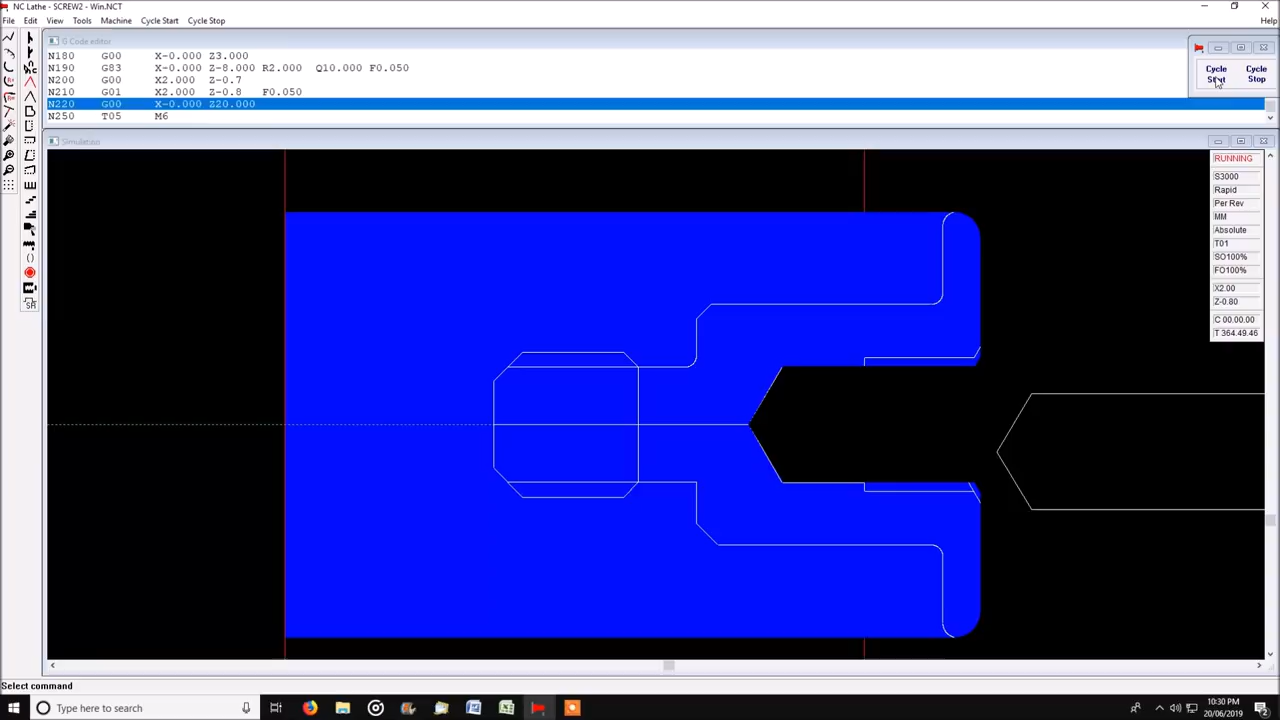 NC Lathe - SCREW2 - Win.NCT
File Edit View Tools Machine Cycle Start Cycle Stop Help
G Code editor
N180 G00 X-0.000 Z3.000
N190 G83 X-0.000 Z-8.000 R2.000 Q10.000 F0.050
N200 G00 X2.000 Z-0.7
N210 G01 X2.000 Z-0.8 F0.050
N220 G00 X-0.000 Z20.000
N250 T05 M6
Cycle Start
Cycle Stop
Simulation
RUNNING
S3000
Rapid
Per Rev
MM
Absolute
T01
SO100%
FO100%
X2.00
Z-0.80
C 00.00.00
T 364.49.46
Select command
Type here to search
10:30 PM
20/06/2019
2